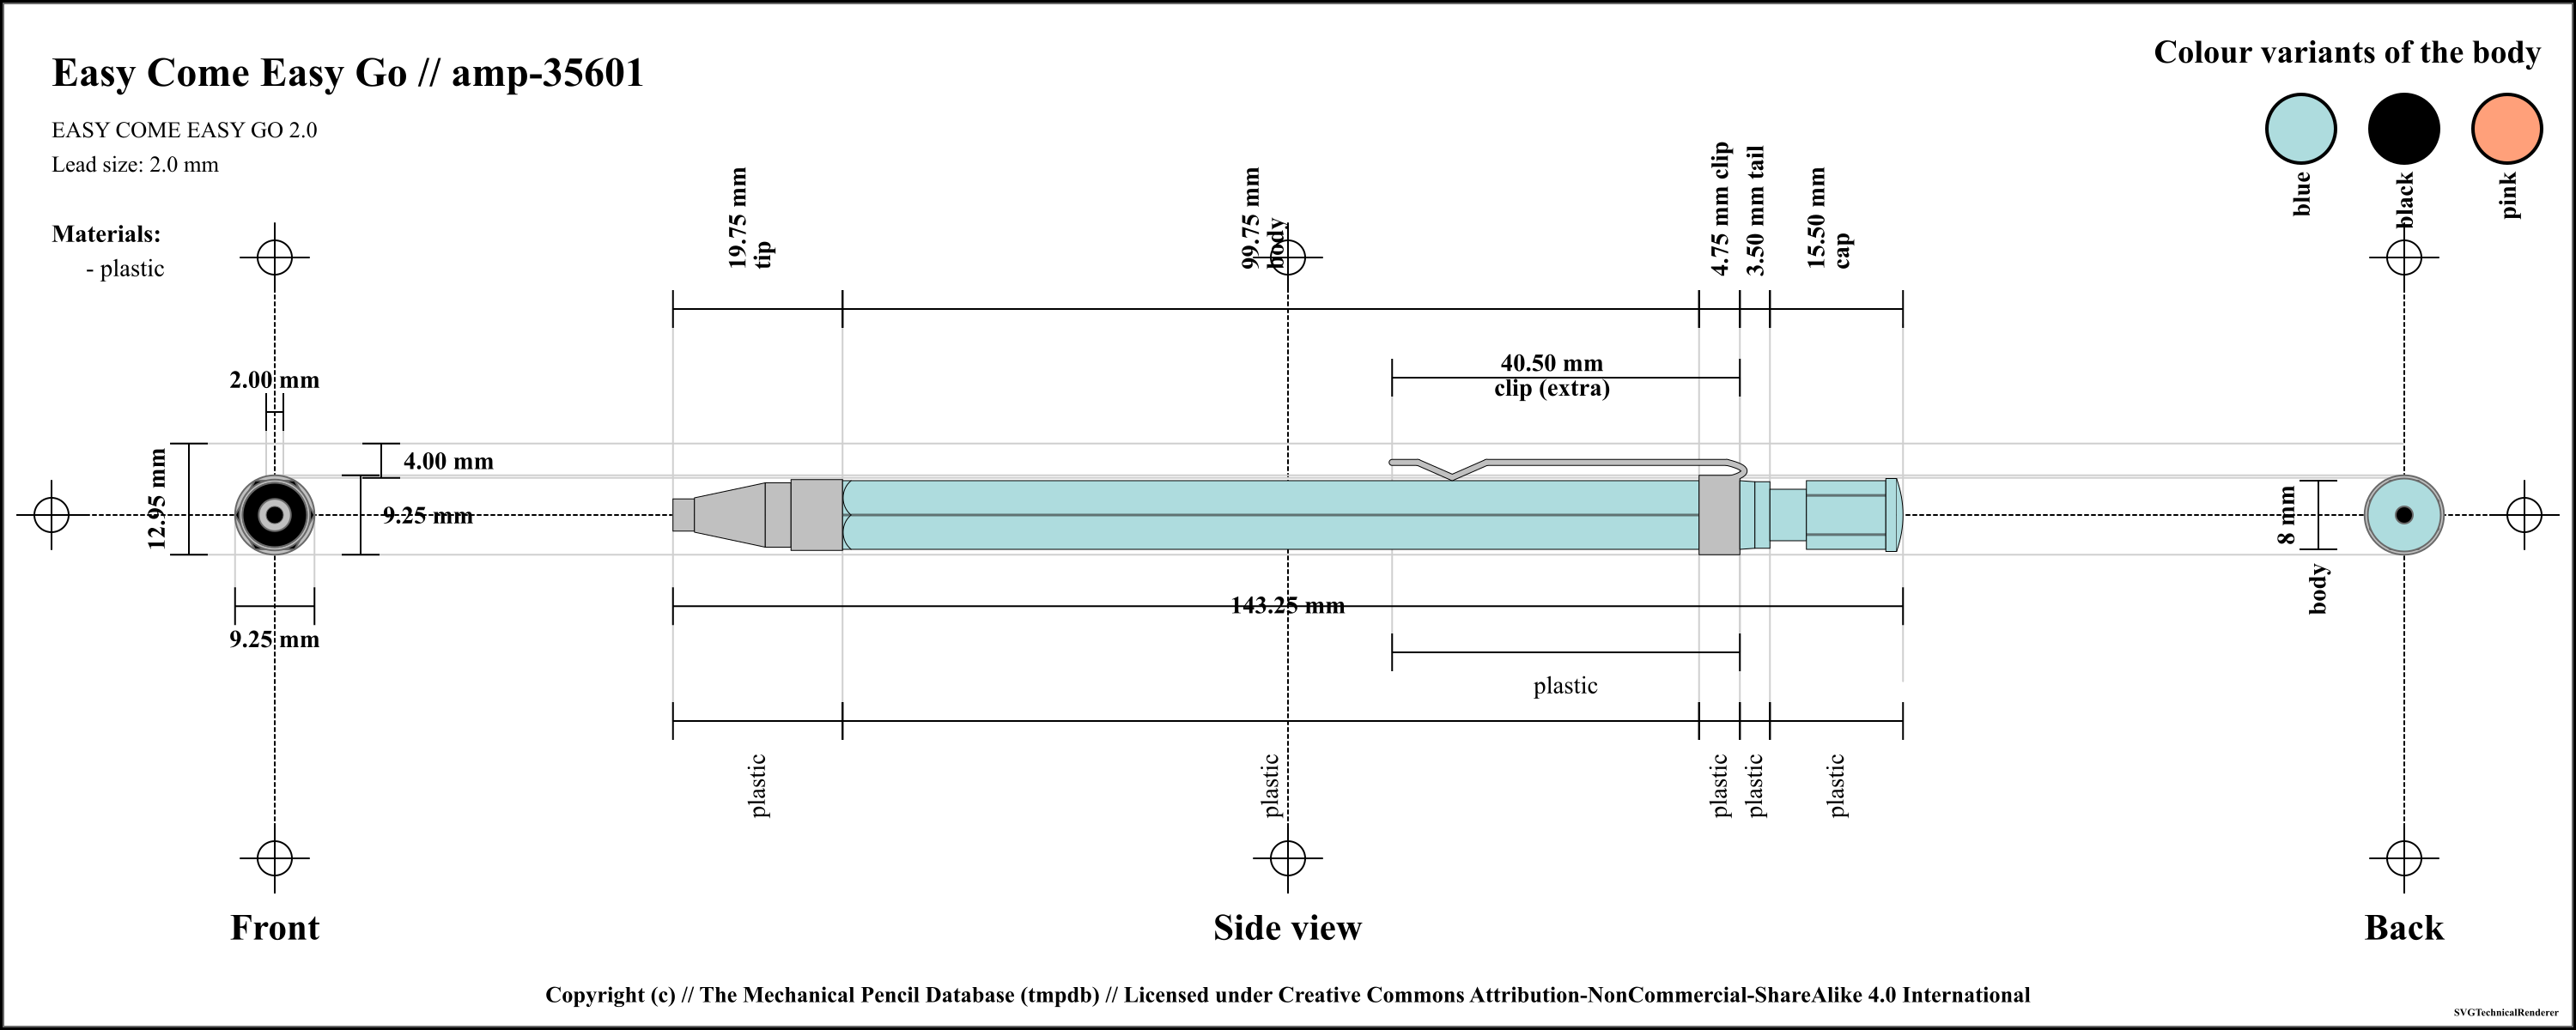 Easy Come Easy Go // amp-35601
EASY COME EASY GO 2.0
Lead size: 2.0 mm
Materials:
- plastic
Colour variants of the body
blue
black
pink
19.75 mm
tip
99.75 mm
body
4.75 mm clip
3.50 mm tail
15.50 mm
cap
40.50 mm
clip (extra)
2.00 mm
4.00 mm
12.95 mm
9.25 mm
9.25 mm
8 mm
body
143.25 mm
plastic
plastic
plastic
plastic
plastic
plastic
Front
Side view
Back
Copyright (c) // The Mechanical Pencil Database (tmpdb) // Licensed under Creative Commons Attribution-NonCommercial-ShareAlike 4.0 International
SVGTechnicalRenderer